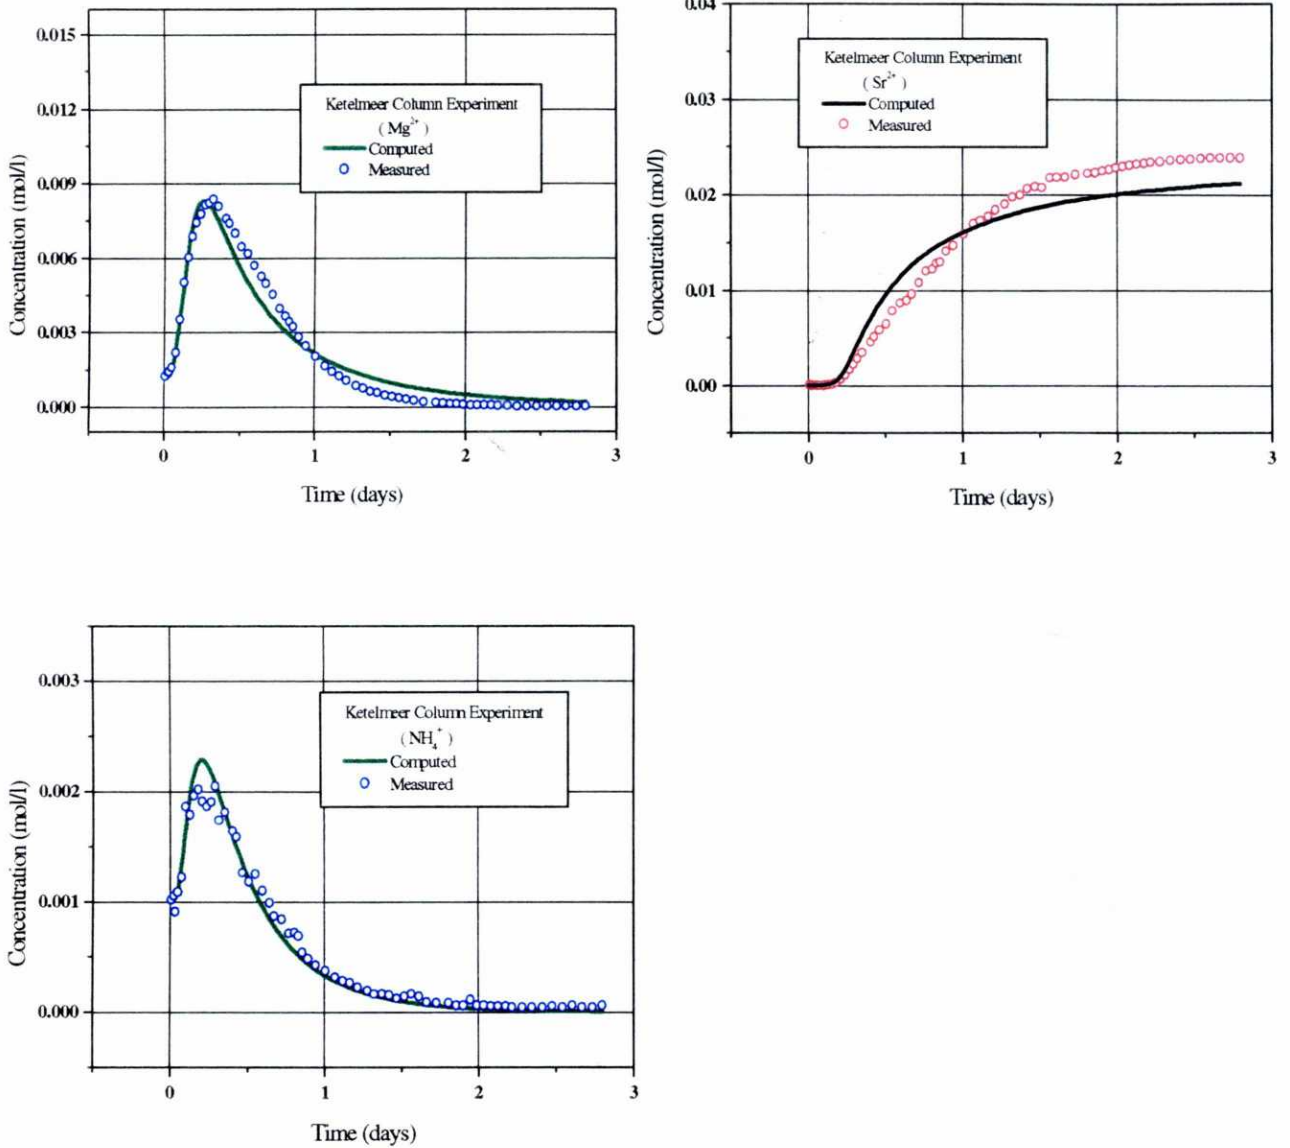 0.015
0.012
0.009
0.006
0.003
0.000
Concentration (mol/l)
Ketelmeer Column Experiment
( Mg²⁺ )
Computed
Measured
0
1
2
3
Time (days)
0.04
0.03
0.02
0.01
0.00
Concentration (mol/l)
Ketelmeer Column Experiment
( Sr²⁺ )
Computed
Measured
0
1
2
3
Time (days)
0.003
0.002
0.001
0.000
Concentration (mol/l)
Ketelmeer Column Experiment
( NH₄⁺ )
Computed
Measured
0
1
2
3
Time (days)